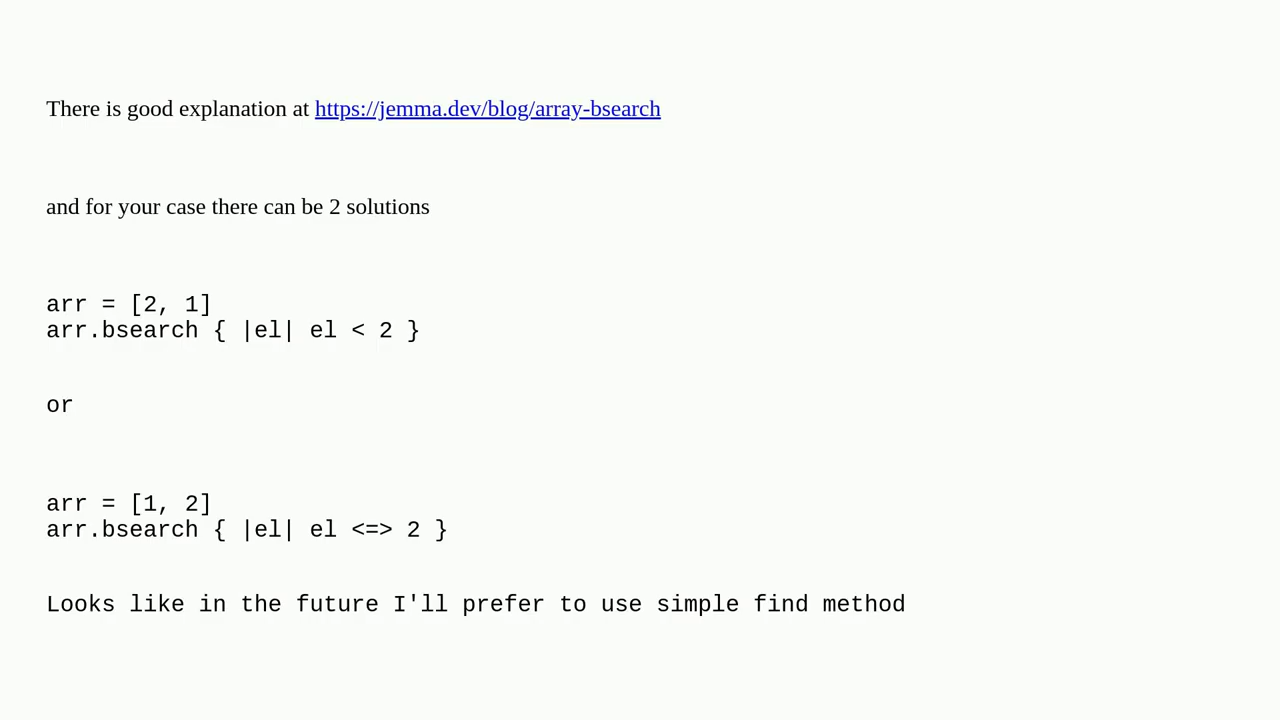 There is good explanation at https://jemma.dev/blog/array-bsearch
and for your case there can be 2 solutions
arr = [2, 1]
arr.bsearch { |el| el < 2 }
or
arr = [1, 2]
arr.bsearch { |el| el <=> 2 }
Looks like in the future I'll prefer to use simple find method